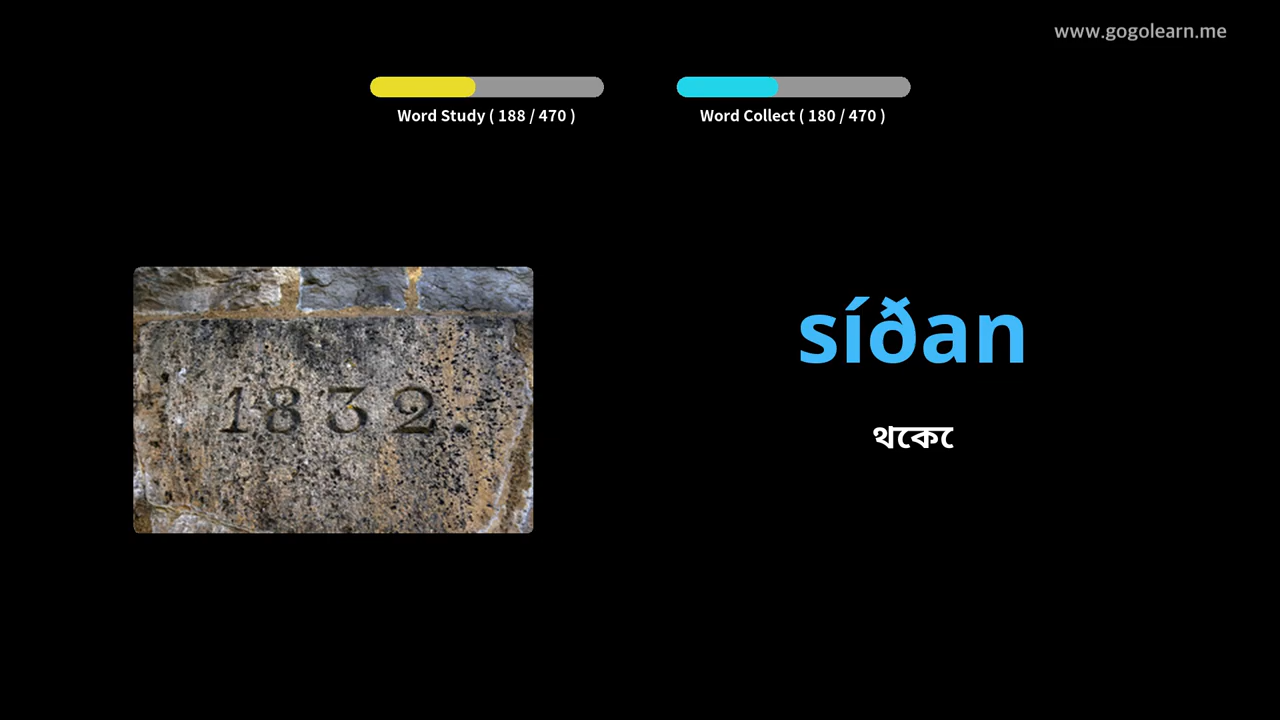 www.gogolearn.me
Word Study ( 188 / 470 )
Word Collect ( 180 / 470 )
1832.
síðan
থেকে